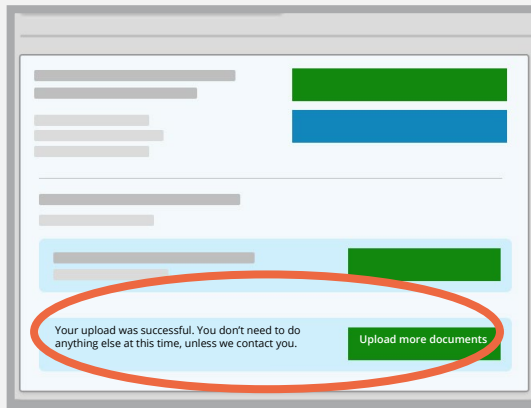 Your upload was successful. You don’t need to do
anything else at this time, unless we contact you.
Upload more documents